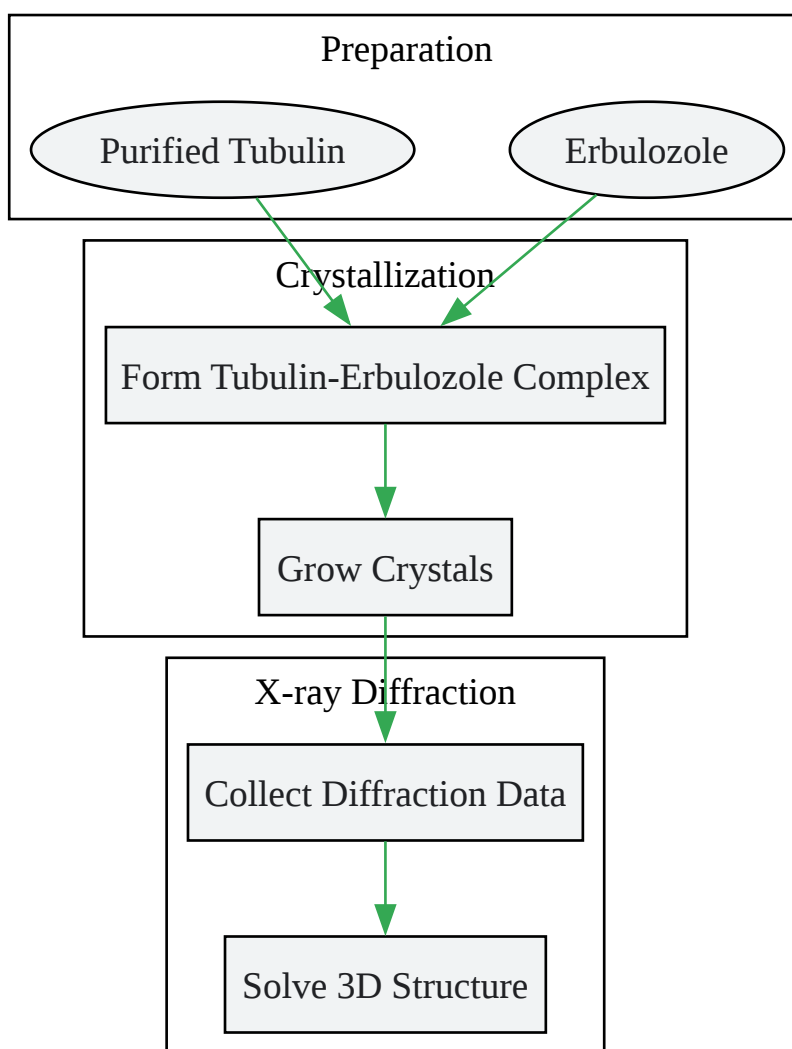 Preparation
Purified Tubulin
Erbulozole
Crystallization
Form Tubulin-Erbulozole Complex
Grow Crystals
X-ray Diffraction
Collect Diffraction Data
Solve 3D Structure